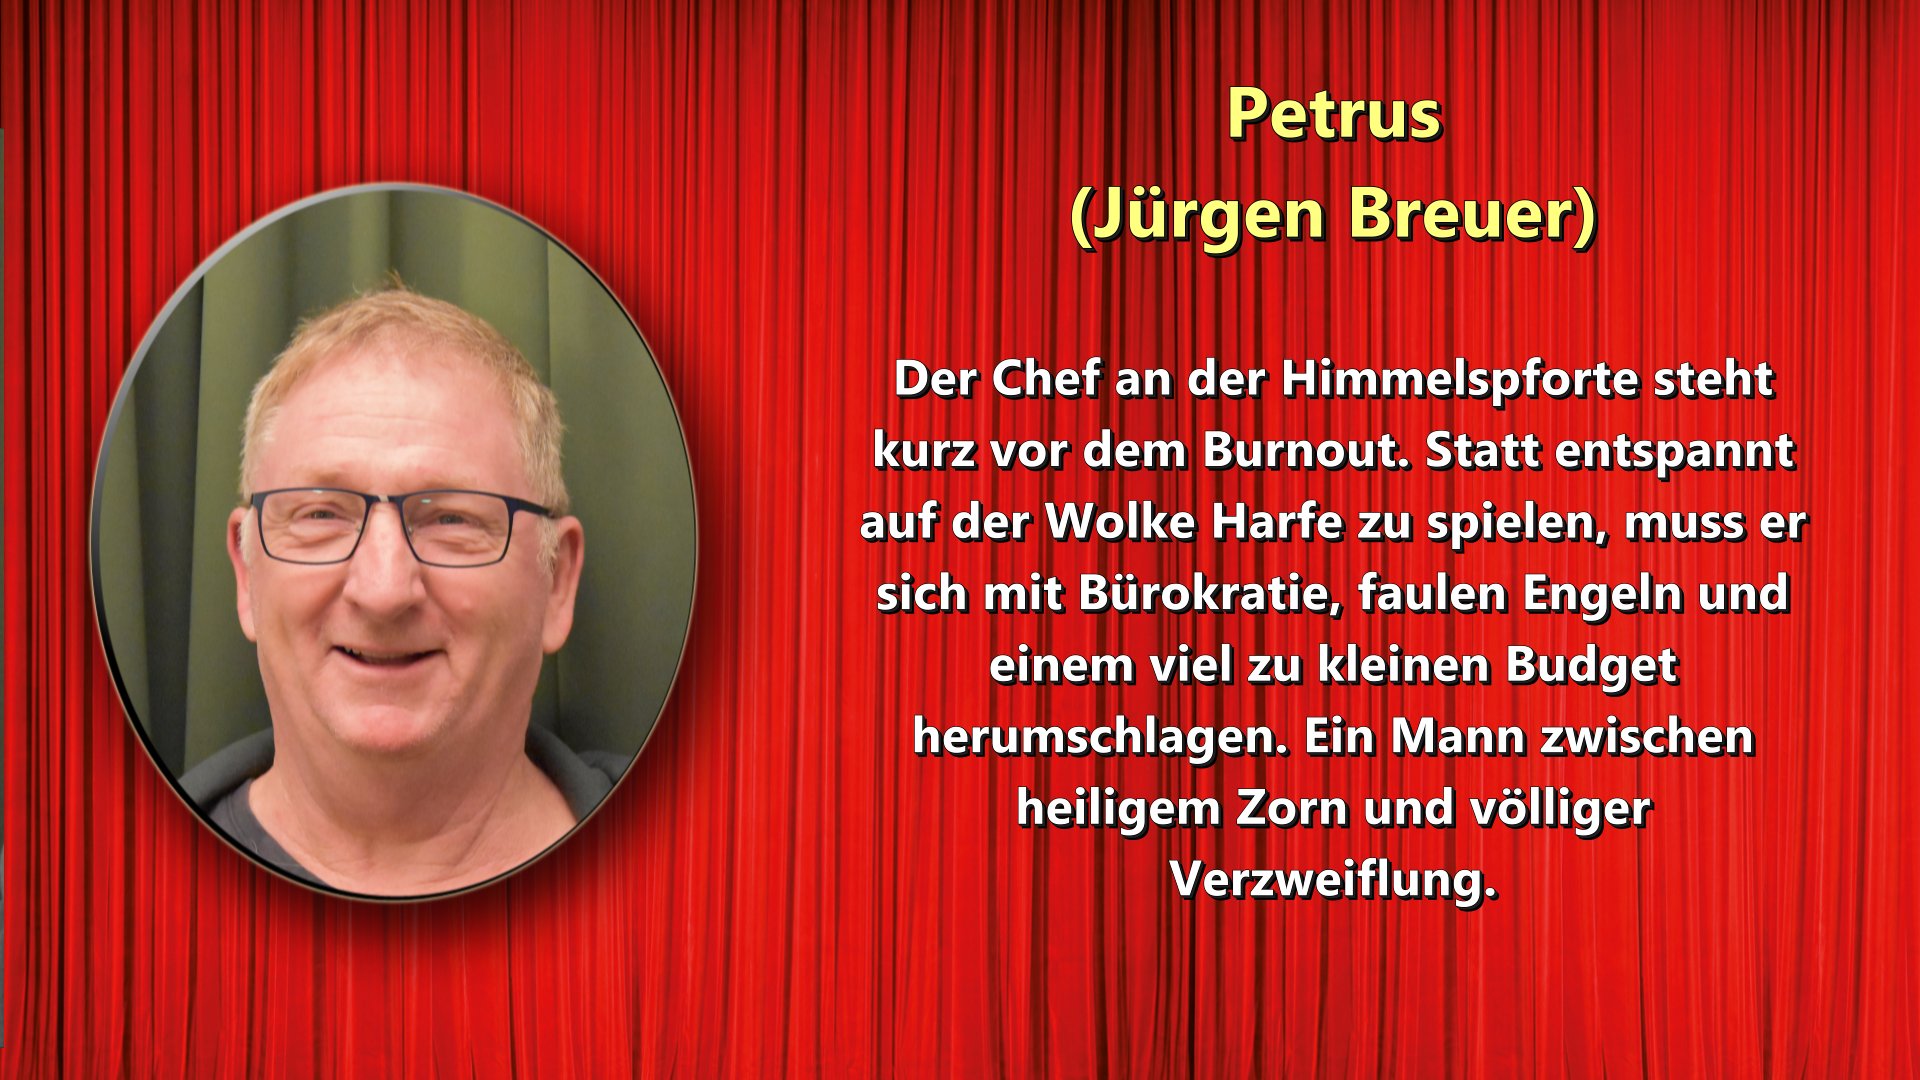 Petrus
(Jürgen Breuer)
Der Chef an der Himmelspforte steht
kurz vor dem Burnout. Statt entspannt
auf der Wolke Harfe zu spielen, muss er
sich mit Bürokratie, faulen Engeln und
einem viel zu kleinen Budget
herumschlagen. Ein Mann zwischen
heiligem Zorn und völliger
Verzweiflung.